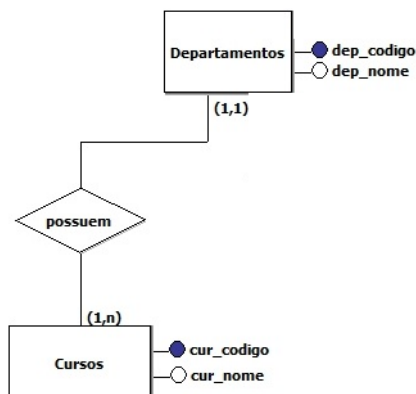 Departamentos
dep_codigo
dep_nome
(1,1)
possuem
(1,n)
Cursos
cur_codigo
cur_nome